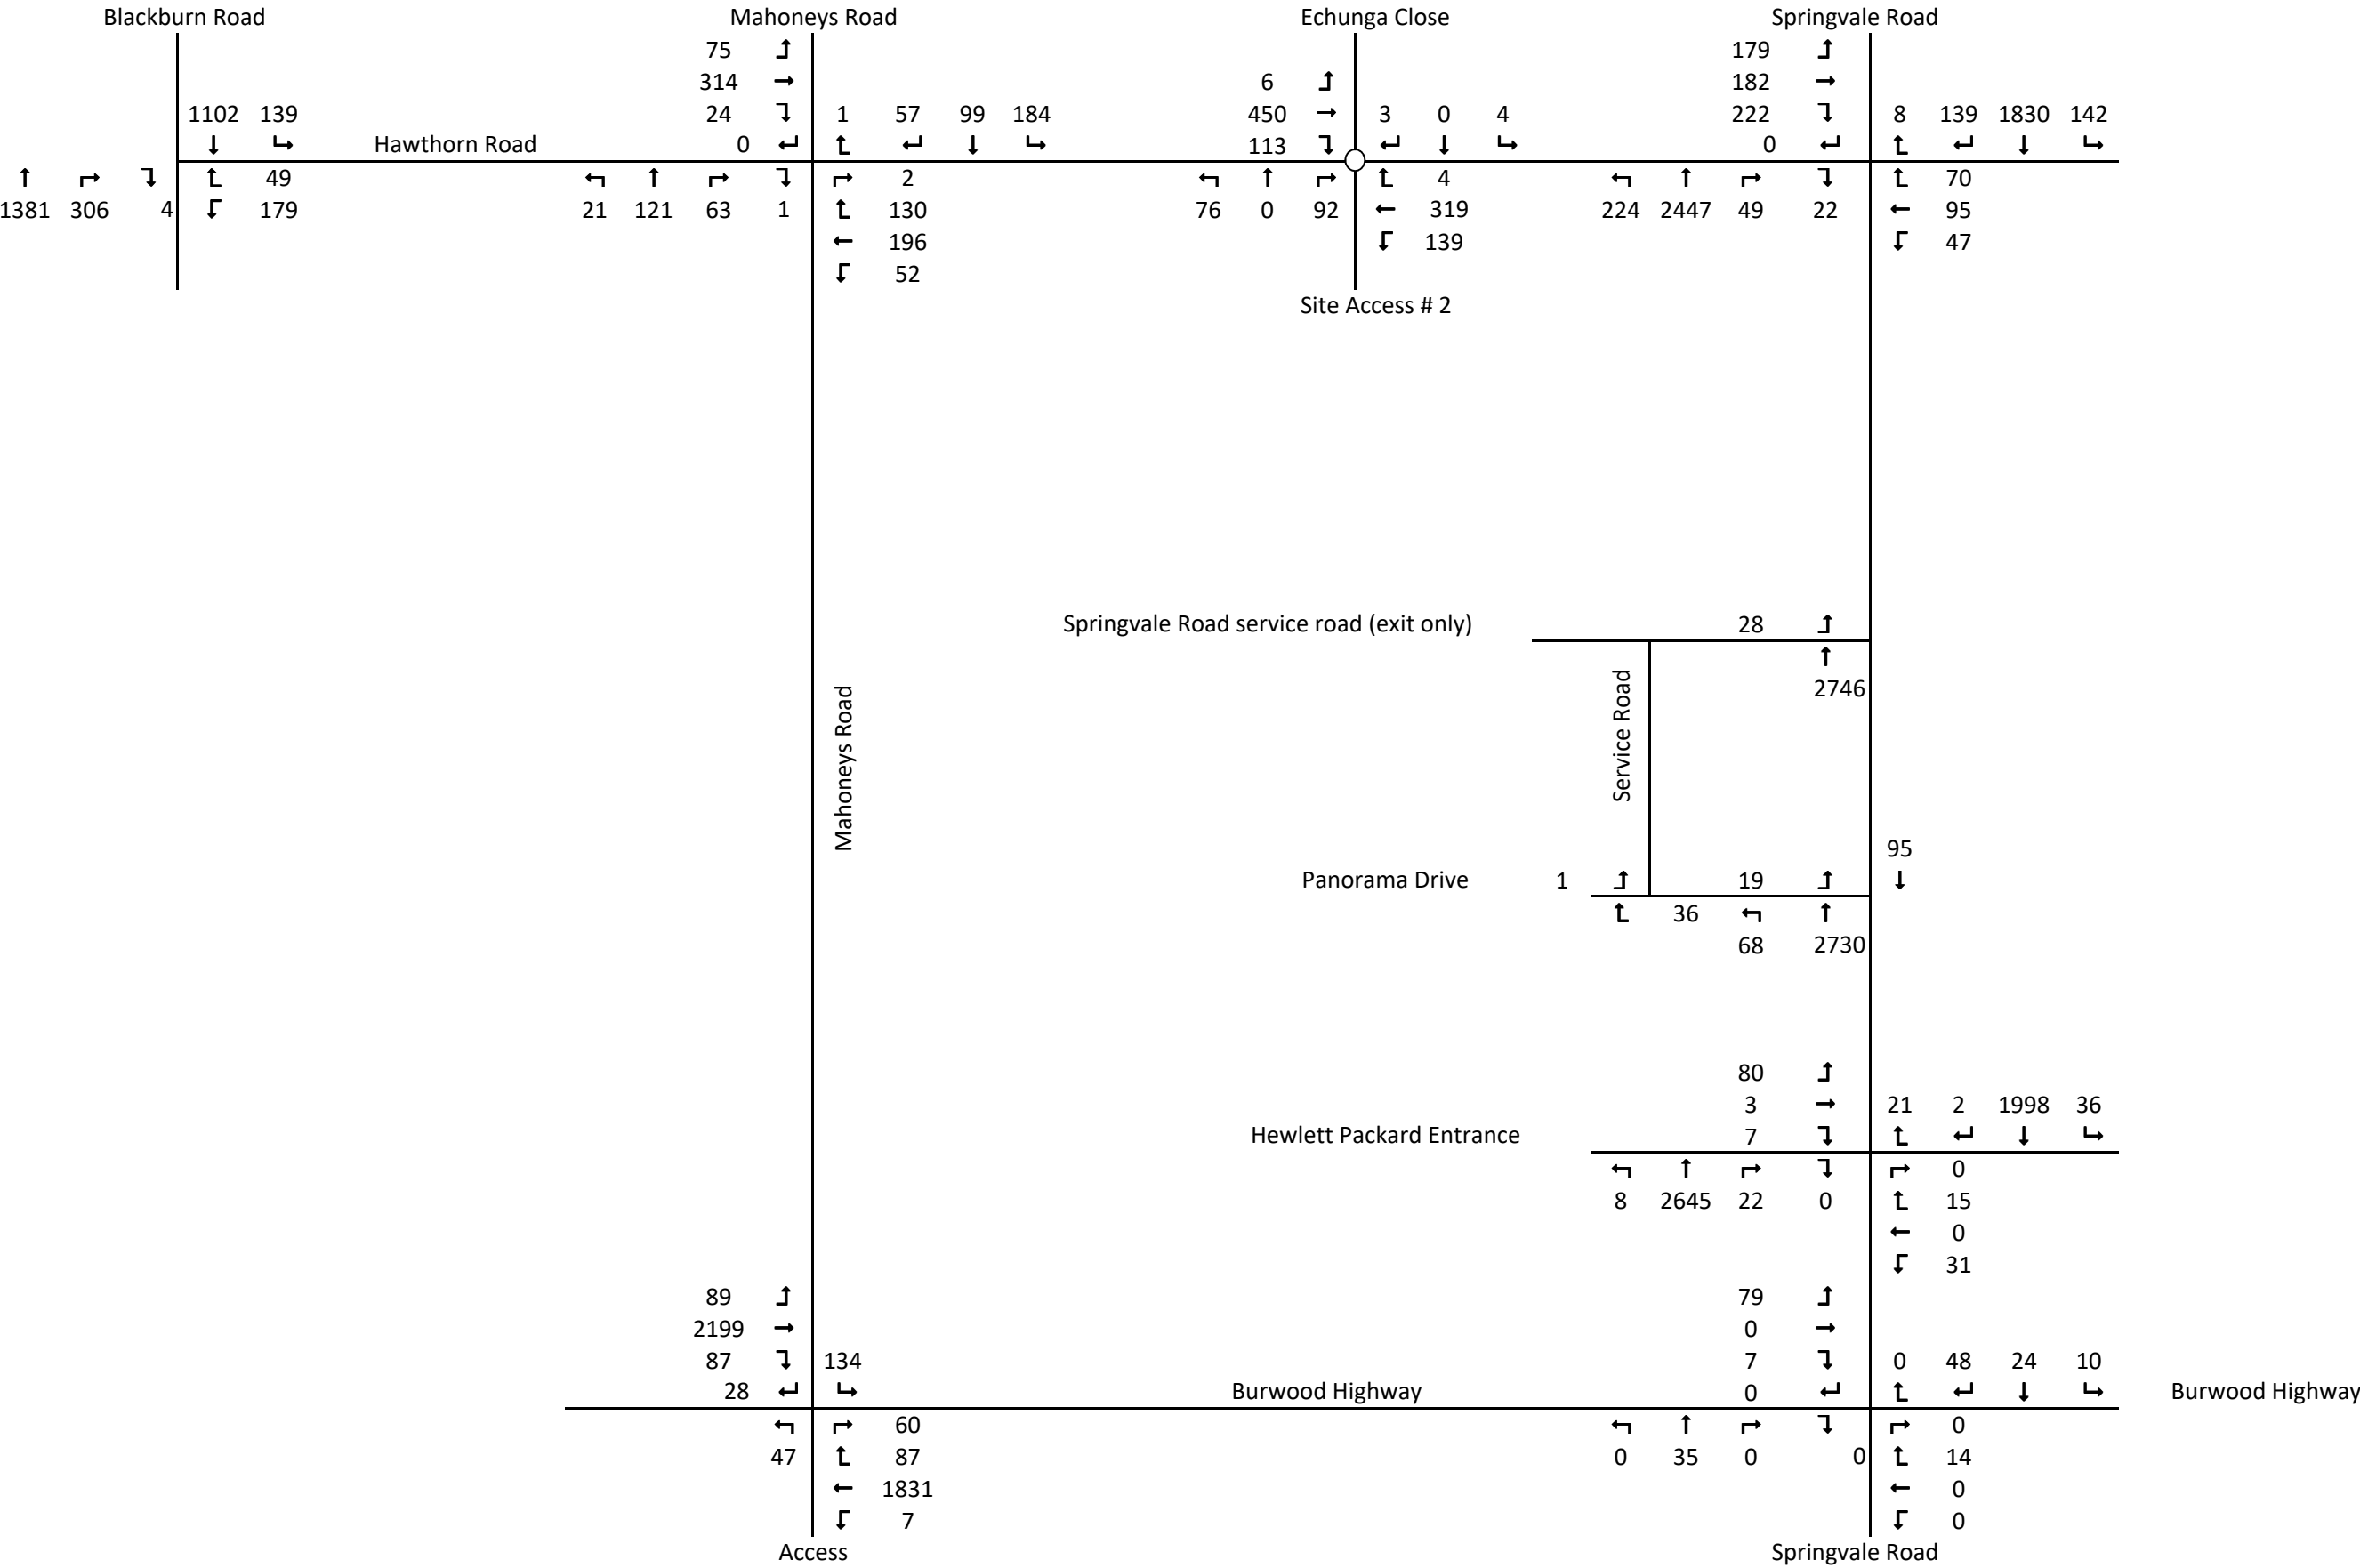 Blackburn Road Mahoneys Road Echunga Close Springvale Road
75 179
314 6 182
1102 139 24 1 57 99 184 450 3 0 4 222 8 139 1830 142
Hawthorn Road 0 113 0
49 2 4 70
1381 306 4 179 21 121 63 1 130 76 0 92 319 224 2447 49 22 95
196 139 47
52
Site Access # 2
Springvale Road service road (exit only) 28
2746
Service Road
Mahoneys Road
95
Panorama Drive 1 19
36
68 2730
80
3 21 2 1998 36
Hewlett Packard Entrance 7
0
8 2645 22 0 15
0
31
89 79
2199 0
87 134 7 0 48 24 10
28 Burwood Highway 0 Burwood Highway
60 0
47 87 0 35 0 0 14
1831 0
7 0
Access Springvale Road